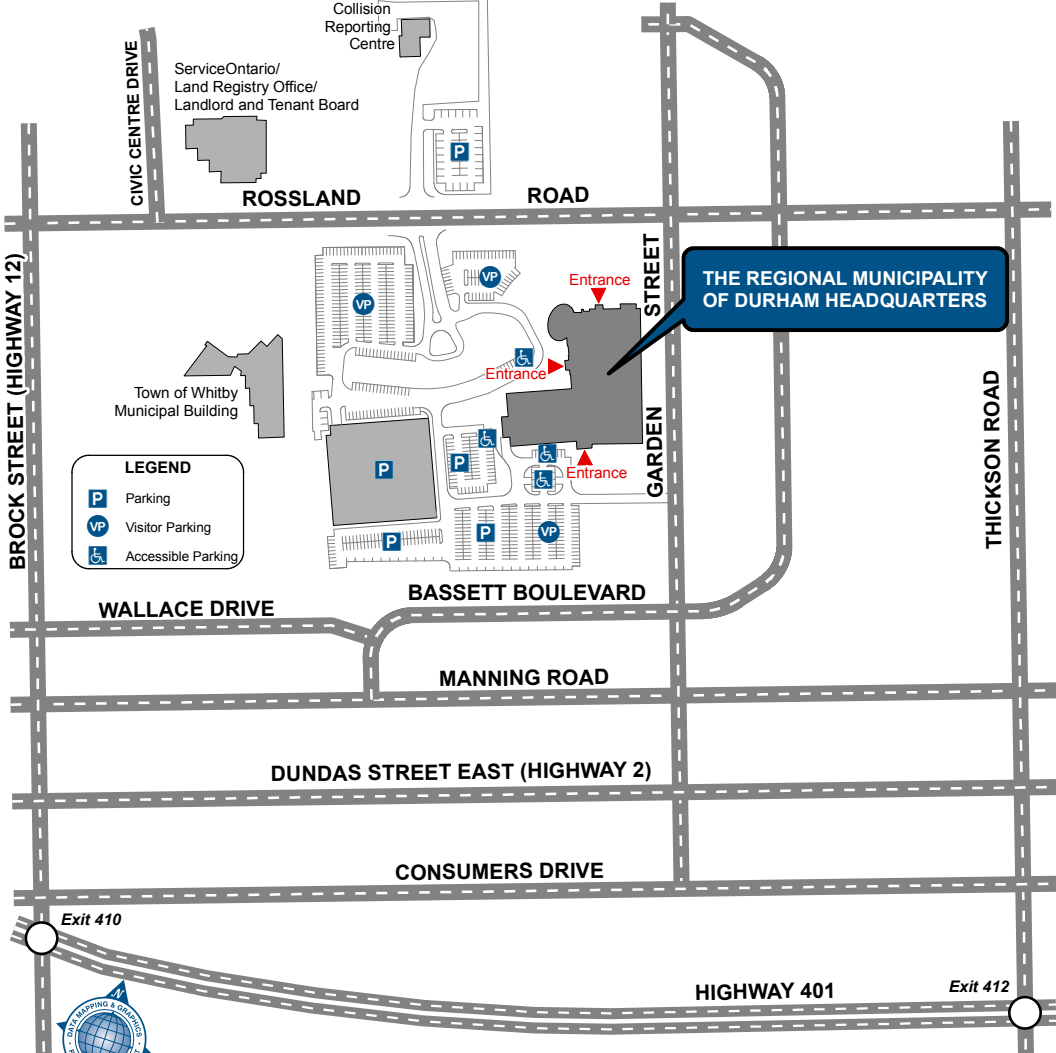 Collision
Reporting
Centre
CIVIC CENTRE DRIVE
ServiceOntario/
Land Registry Office/
Landlord and Tenant Board
P
ROSSLAND ROAD
BROCK STREET (HIGHWAY 12)
VP
VP
Entrance
GARDEN STREET
THE REGIONAL MUNICIPALITY
OF DURHAM HEADQUARTERS
Entrance
Town of Whitby
Municipal Building
THICKSON ROAD
P
P
Entrance
LEGEND
P Parking
VP Visitor Parking
Accessible Parking
P
P
VP
BASSETT BOULEVARD
WALLACE DRIVE
MANNING ROAD
DUNDAS STREET EAST (HIGHWAY 2)
CONSUMERS DRIVE
Exit 410
HIGHWAY 401
Exit 412
N
DATA MAPPING & GRAPHICS